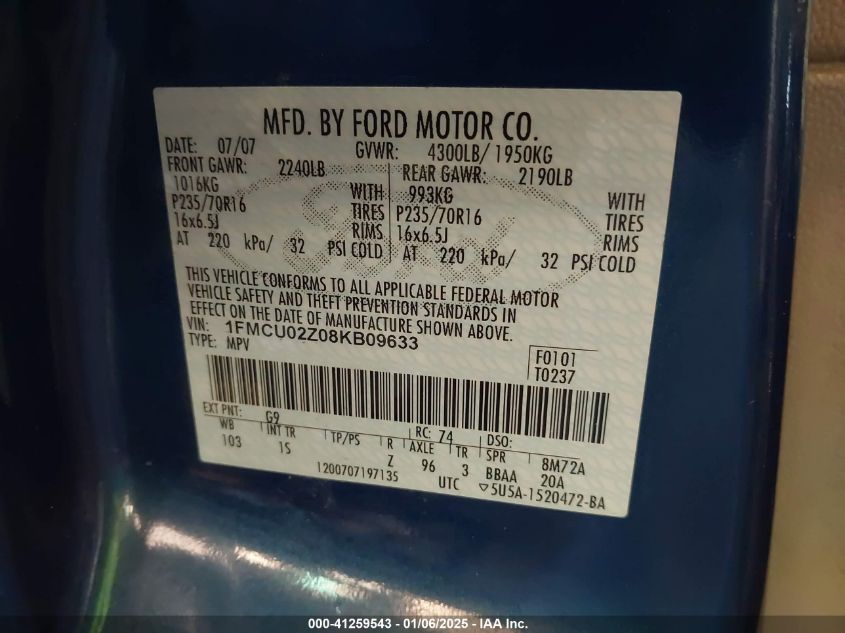 MFD. BY FORD MOTOR CO.
DATE: 07/07 GVWR: 4300LB/ 1950KG
FRONT GAWR: 2240LB REAR GAWR: 2190LB
1016KG WITH 993KG WITH
P235/70R16 TIRES P235/70R16 TIRES
16x6.5J RIMS 16x6.5J RIMS
AT 220 kPa/ 32 PSI COLD AT 220 kPa/ 32 PSI COLD
THIS VEHICLE CONFORMS TO ALL APPLICABLE FEDERAL MOTOR
VEHICLE SAFETY AND THEFT PREVENTION STANDARDS IN
EFFECT ON THE DATE OF MANUFACTURE SHOWN ABOVE.
VIN: 1FMCU02Z08KB09633
TYPE: MPV
F0101
T0237
EXT PNT: G9 RC: 74 DSO:
WB INT TR TP/PS R AXLE TR SPR 8M72A
103 1S Z 96 3 BBAA 20A
1200707197135 UTC ▽5U5A-1520472-BA
Ford
000-41259543 - 01/06/2025 - IAA Inc.